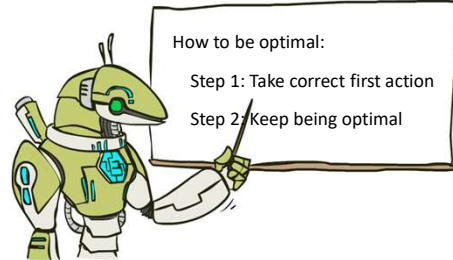 How to be optimal:
Step 1: Take correct first action
Step 2: Keep being optimal